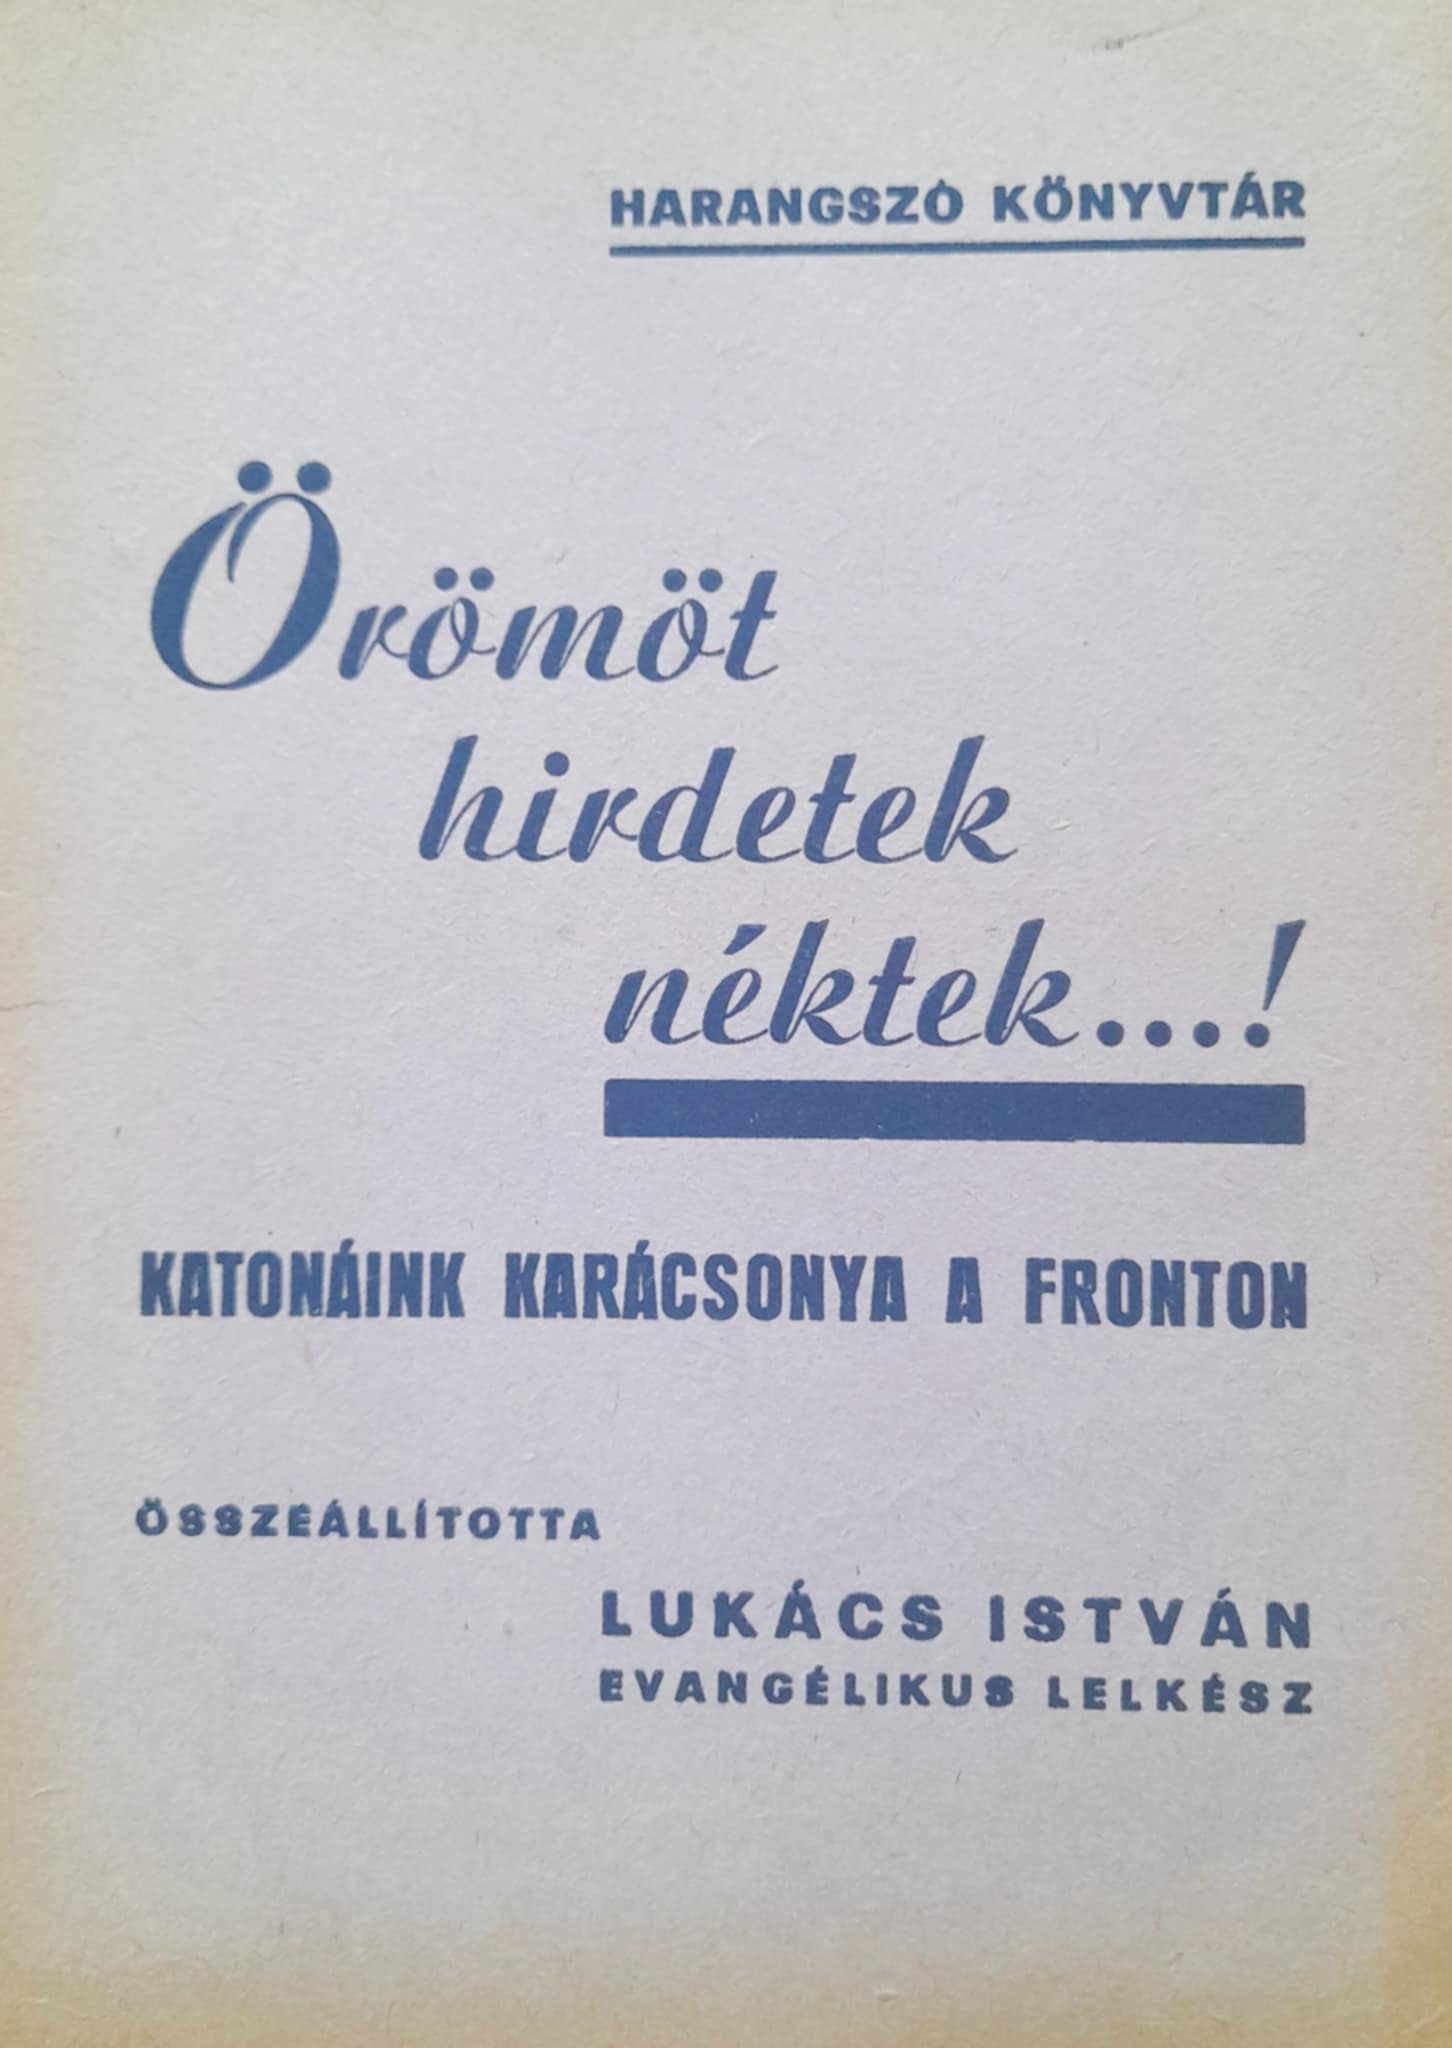 HARANGSZÓ KÖNYVTÁR
Örömöt
hirdetek
néktek...!
KATONÁINK KARÁCSONYA A FRONTON
ÖSSZEÁLLÍTOTTA
LUKÁCS ISTVÁN
EVANGÉLIKUS LELKÉSZ